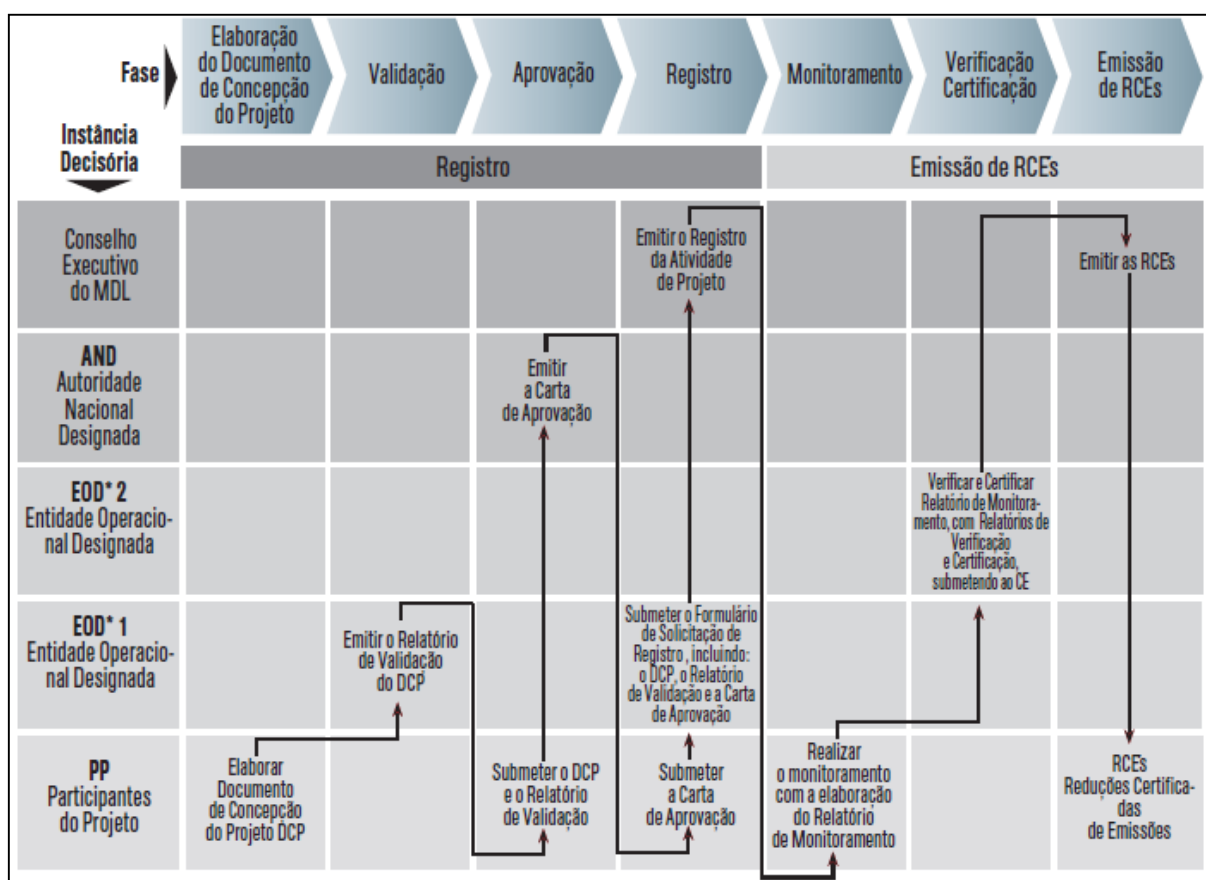 Fase
Elaboração
do Documento
de Concepção
do Projeto
Validação
Aprovação
Registro
Monitoramento
Verificação
Certificação
Emissão
de RCEs
Instância
Decisória
Registro
Emissão de RCE's
Conselho
Executivo
do MDL
Emitir o Registro
da Atividade
de Projeto
Emitir as RCEs
AND
Autoridade
Nacional
Designada
Emitir
a Carta
de Aprovação
EOD* 2
Entidade Operacio-
nal Designada
Verificar e Certificar
Relatório de Monitora-
mento, com Relatórios de
Verificação
e Certificação,
submetendo ao CE
EOD* 1
Entidade Operacio-
nal Designada
Emitir o Relatório
de Validação
do DCP
Submeter o Formulário
de Solicitação de
Registro, incluindo:
o DCP, o Relatório
de Validação e a Carta
de Aprovação
PP
Participantes
do Projeto
Elaborar
Documento
de Concepção
do Projeto DCP
Submeter o DCP
e o Relatório
de Validação
Submeter
a Carta
de Aprovação
Realizar
o monitoramento
com a elaboração
do Relatório
de Monitoramento
RCEs
Reduções Certifica-
das
de Emissões